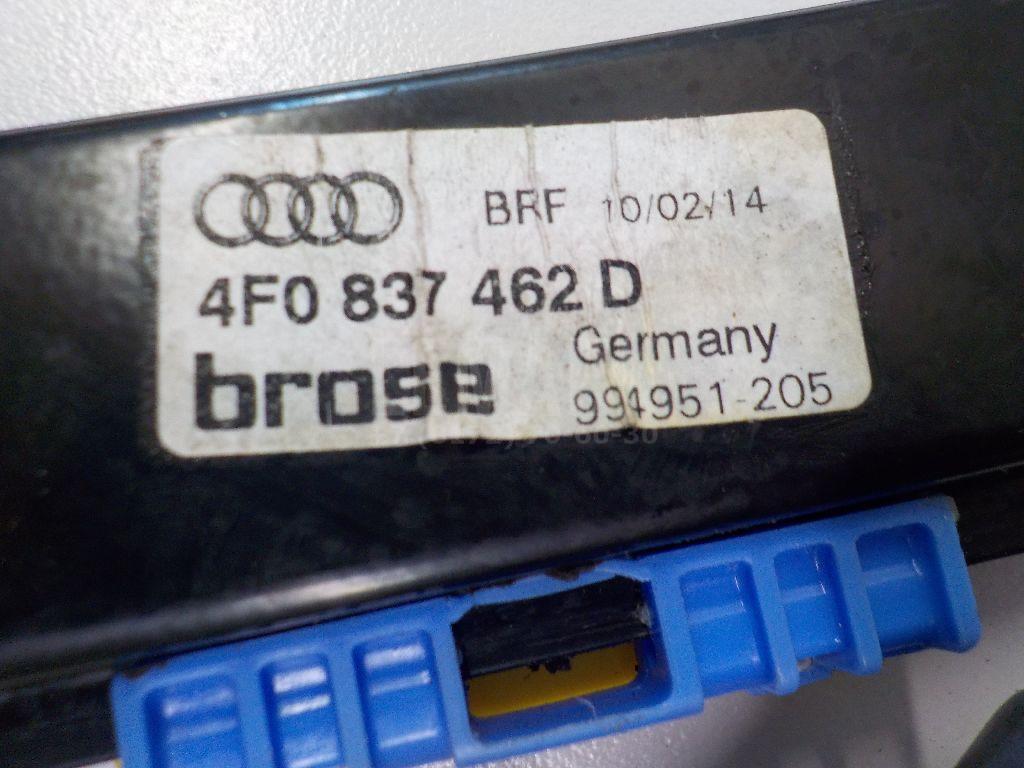 BRF 10/02/14
4F0 837 462 D
brose Germany
994951-205